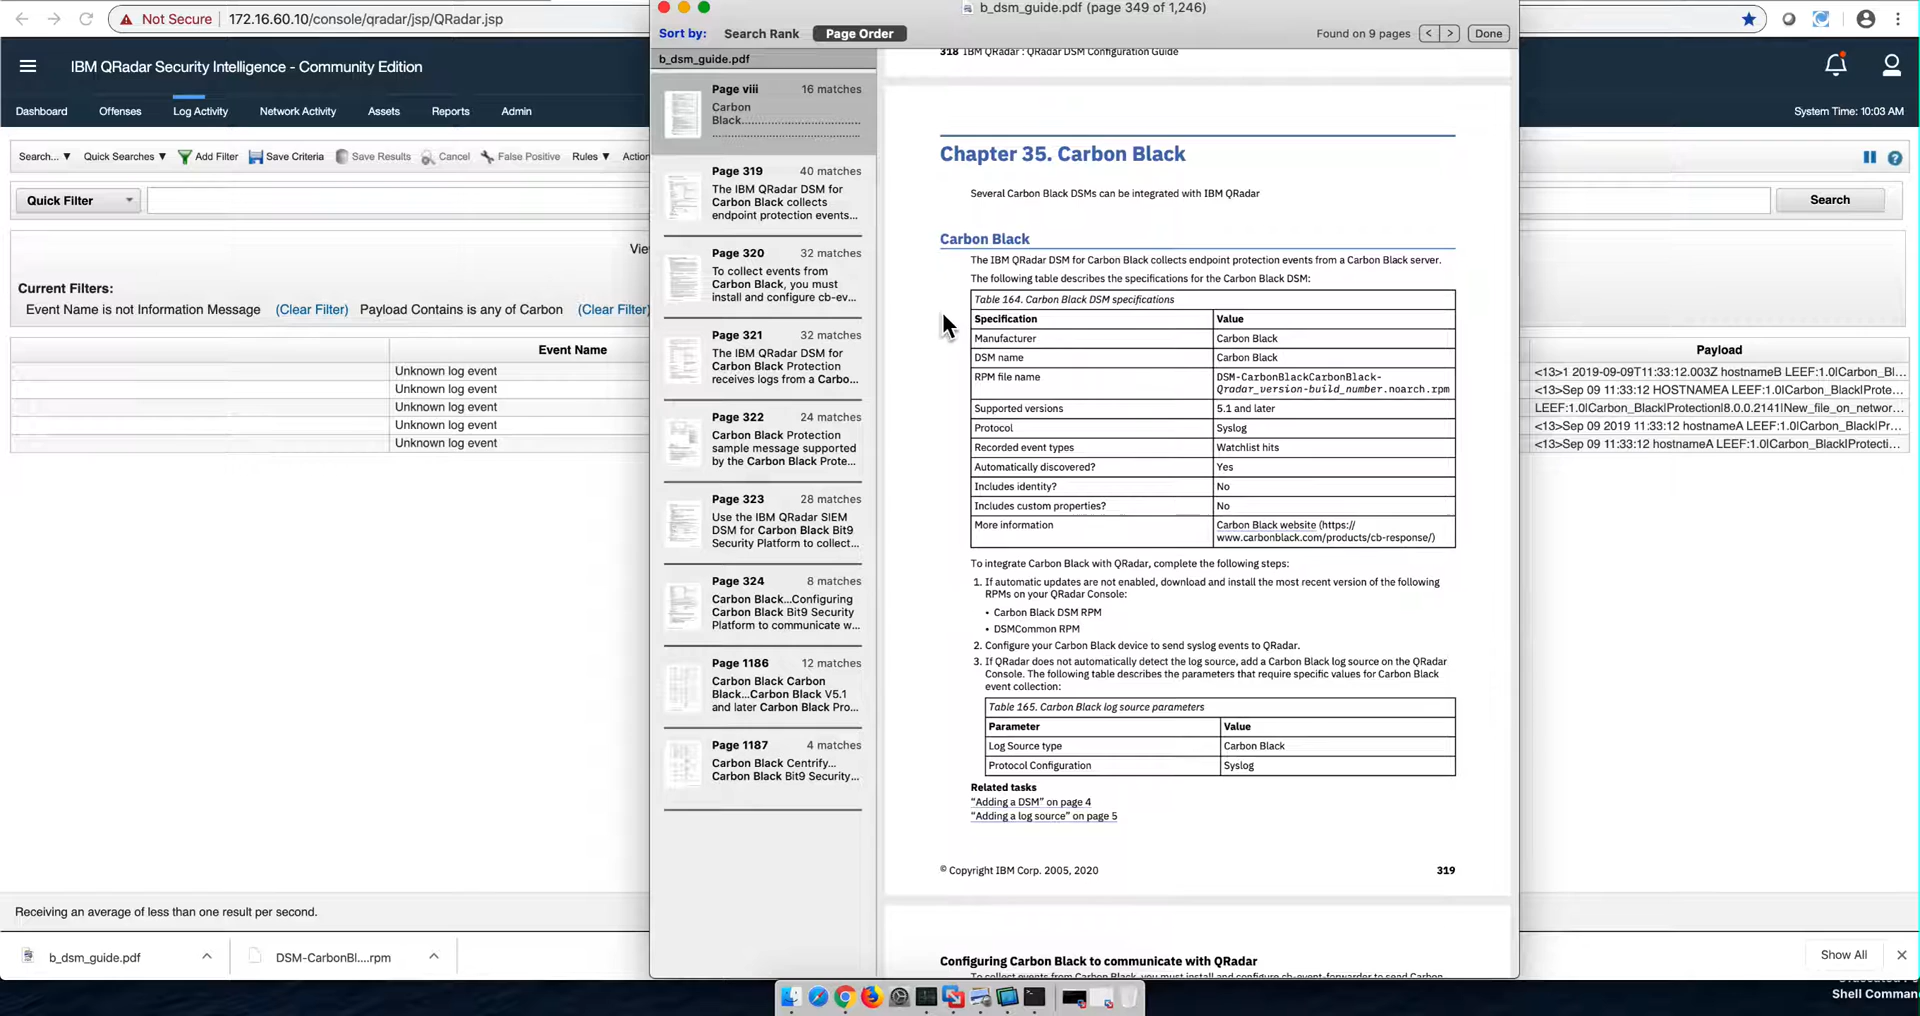 Not Secure
172.16.60.10/console/qradar/jsp/QRadar.jsp
IBM QRadar Security Intelligence - Community Edition
Dashboard
Offenses
Log Activity
Network Activity
Assets
Reports
Admin
System Time: 10:03 AM
Search... ▼
Quick Searches ▼
Add Filter
Save Criteria
Save Results
Cancel
False Positive
Rules ▼
Quick Filter
Search
Current Filters:
Event Name is not Information Message
(Clear Filter)
Payload Contains is any of Carbon
(Clear Filter)
Event Name
Payload
Unknown log event
<13>1 2019-09-09T11:33:12.003Z hostnameB LEEF:1.0|Carbon_Bl...
Unknown log event
<13>Sep 09 11:33:12 HOSTNAMEA LEEF:1.0|Carbon_Black|Prote...
Unknown log event
LEEF:1.0|Carbon_Black|Protection|8.0.0.2141|New_file_on_networ...
Unknown log event
<13>Sep 09 2019 11:33:12 hostnameA LEEF:1.0|Carbon_Black|Pr...
Unknown log event
<13>Sep 09 11:33:12 hostnameA LEEF:1.0|Carbon_Black|Protecti...
Receiving an average of less than one result per second.
b_dsm_guide.pdf
DSM-CarbonBl....rpm
Show All
Shell Comman
b_dsm_guide.pdf (page 349 of 1,246)
Sort by:
Search Rank
Page Order
Found on 9 pages
Done
b_dsm_guide.pdf
Page viii
16 matches
Carbon
Black..............................
....................................
Page 319
40 matches
The IBM QRadar DSM for
Carbon Black collects
endpoint protection events...
Page 320
32 matches
To collect events from
Carbon Black, you must
install and configure cb-ev...
Page 321
32 matches
The IBM QRadar DSM for
Carbon Black Protection
receives logs from a Carbo...
Page 322
24 matches
Carbon Black Protection
sample message supported
by the Carbon Black Prote...
Page 323
28 matches
Use the IBM QRadar SIEM
DSM for Carbon Black Bit9
Security Platform to collect...
Page 324
8 matches
Carbon Black...Configuring
Carbon Black Bit9 Security
Platform to communicate w...
Page 1186
12 matches
Carbon Black Carbon
Black...Carbon Black V5.1
and later Carbon Black Pro...
Page 1187
4 matches
Carbon Black Centrify...
Carbon Black Bit9 Security...
318 IBM QRadar : QRadar DSM Configuration Guide
Chapter 35. Carbon Black
Several Carbon Black DSMs can be integrated with IBM QRadar
Carbon Black
The IBM QRadar DSM for Carbon Black collects endpoint protection events from a Carbon Black server.
The following table describes the specifications for the Carbon Black DSM:
Table 164. Carbon Black DSM specifications
Specification
Value
Manufacturer
Carbon Black
DSM name
Carbon Black
RPM file name
DSM-CarbonBlackCarbonBlack-
Qradar_version-build_number.noarch.rpm
Supported versions
5.1 and later
Protocol
Syslog
Recorded event types
Watchlist hits
Automatically discovered?
Yes
Includes identity?
No
Includes custom properties?
No
More information
Carbon Black website (https://
www.carbonblack.com/products/cb-response/)
To integrate Carbon Black with QRadar, complete the following steps:
1. If automatic updates are not enabled, download and install the most recent version of the following
RPMs on your QRadar Console:
• Carbon Black DSM RPM
• DSMCommon RPM
2. Configure your Carbon Black device to send syslog events to QRadar.
3. If QRadar does not automatically detect the log source, add a Carbon Black log source on the QRadar
Console. The following table describes the parameters that require specific values for Carbon Black
event collection:
Table 165. Carbon Black log source parameters
Parameter
Value
Log Source type
Carbon Black
Protocol Configuration
Syslog
Related tasks
“Adding a DSM” on page 4
“Adding a log source” on page 5
© Copyright IBM Corp. 2005, 2020
319
Configuring Carbon Black to communicate with QRadar